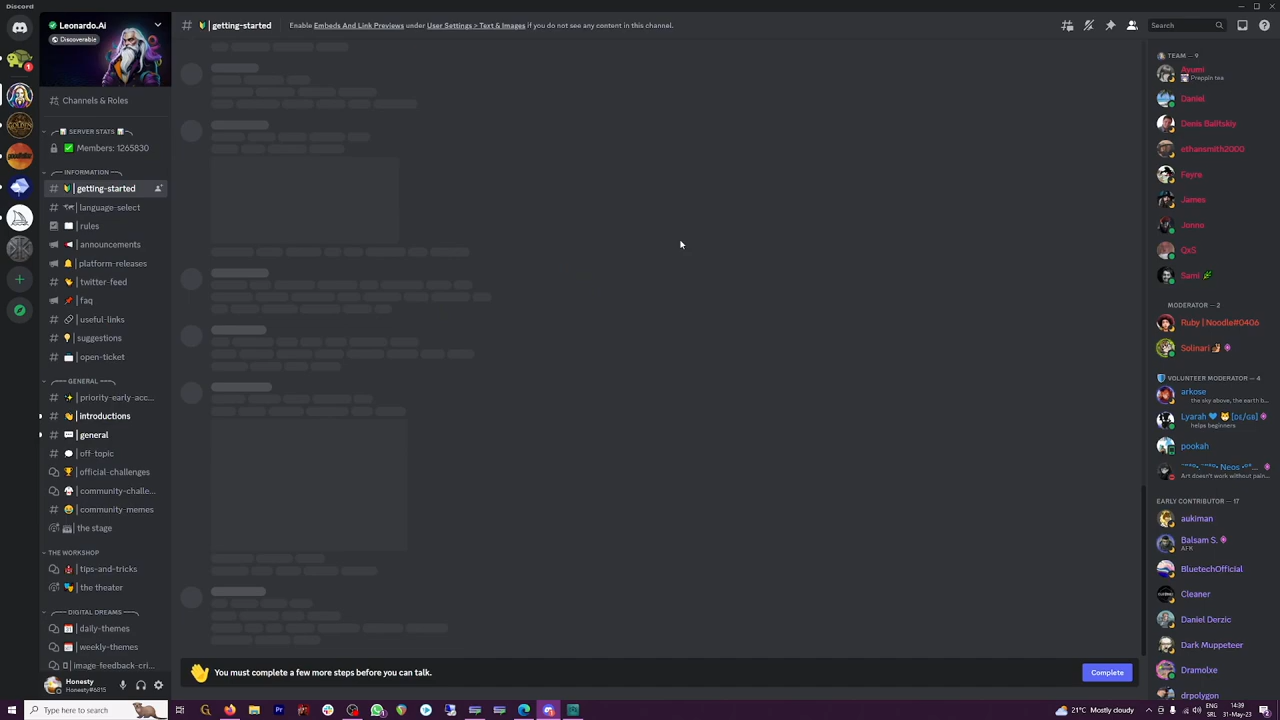 Discord
Leonardo.Ai
Discoverable
Channels & Roles
SERVER STATS
Members: 1265830
INFORMATION
getting-started
language-select
rules
announcements
platform-releases
twitter-feed
faq
useful-links
suggestions
open-ticket
GENERAL
priority-early-acc...
introductions
general
off-topic
official-challenges
community-challe...
community-memes
the stage
THE WORKSHOP
tips-and-tricks
the theater
DIGITAL DREAMS
daily-themes
weekly-themes
image-feedback-cri...
Honesty
Honesty#6815
# | getting-started
Enable Embeds And Link Previews under User Settings > Text & Images if you do not see any content in this channel.
Search
You must complete a few more steps before you can talk.
Complete
TEAM — 9
Ayumi
Preppin tea
Daniel
Denis Balitskiy
ethansmith2000
Feyre
James
Jonno
QxS
Sami
MODERATOR — 2
Ruby | Noodle#0406
Solinari
VOLUNTEER MODERATOR — 4
arkose
the sky above, the earth b...
Lyarah [DE/GB]
helps beginners
pookah
Neos
Art doesn't work without pain...
EARLY CONTRIBUTOR — 17
aukiman
Balsam S.
AFK
BluetechOfficial
Cleaner
Daniel Derzic
Dark Muppeteer
Dramolxe
drpolygon
Type here to search
21°C Mostly cloudy
ENG
SRL
14:39
31-May-23